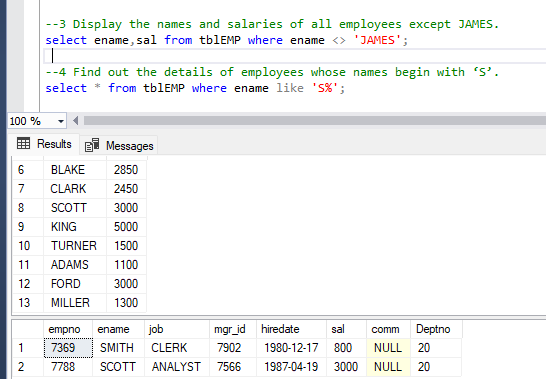 --3 Display the names and salaries of all employees except JAMES.
select ename,sal from tblEMP where ename <> 'JAMES';
--4 Find out the details of employees whose names begin with ‘S’.
select * from tblEMP where ename like 'S%';
100 %
Results Messages
6 BLAKE 2850
7 CLARK 2450
8 SCOTT 3000
9 KING 5000
10 TURNER 1500
11 ADAMS 1100
12 FORD 3000
13 MILLER 1300
empno ename job mgr_id hiredate sal comm Deptno
1 7369 SMITH CLERK 7902 1980-12-17 800 NULL 20
2 7788 SCOTT ANALYST 7566 1987-04-19 3000 NULL 20